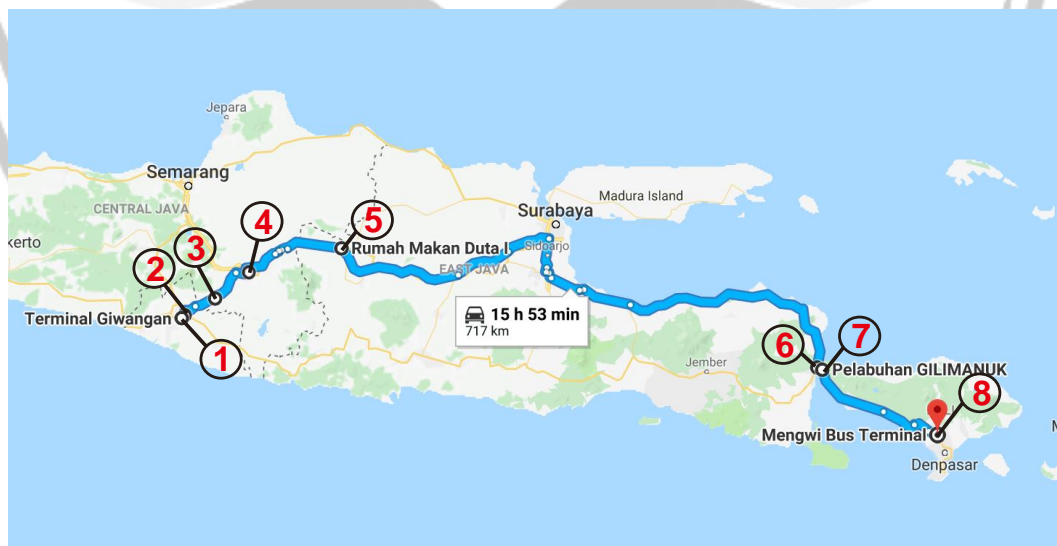 Jepara
Semarang
CENTRAL JAVA
kerto
Madura Island
Surabaya
4
5
3
Rumah Makan Duta I
Sidoarjo
2
EAST JAVA
15 h 53 min
717 km
Terminal Giwangan
1
Jember
6
7
Pelabuhan GILIMANUK
8
Mengwi Bus Terminal
Denpasar